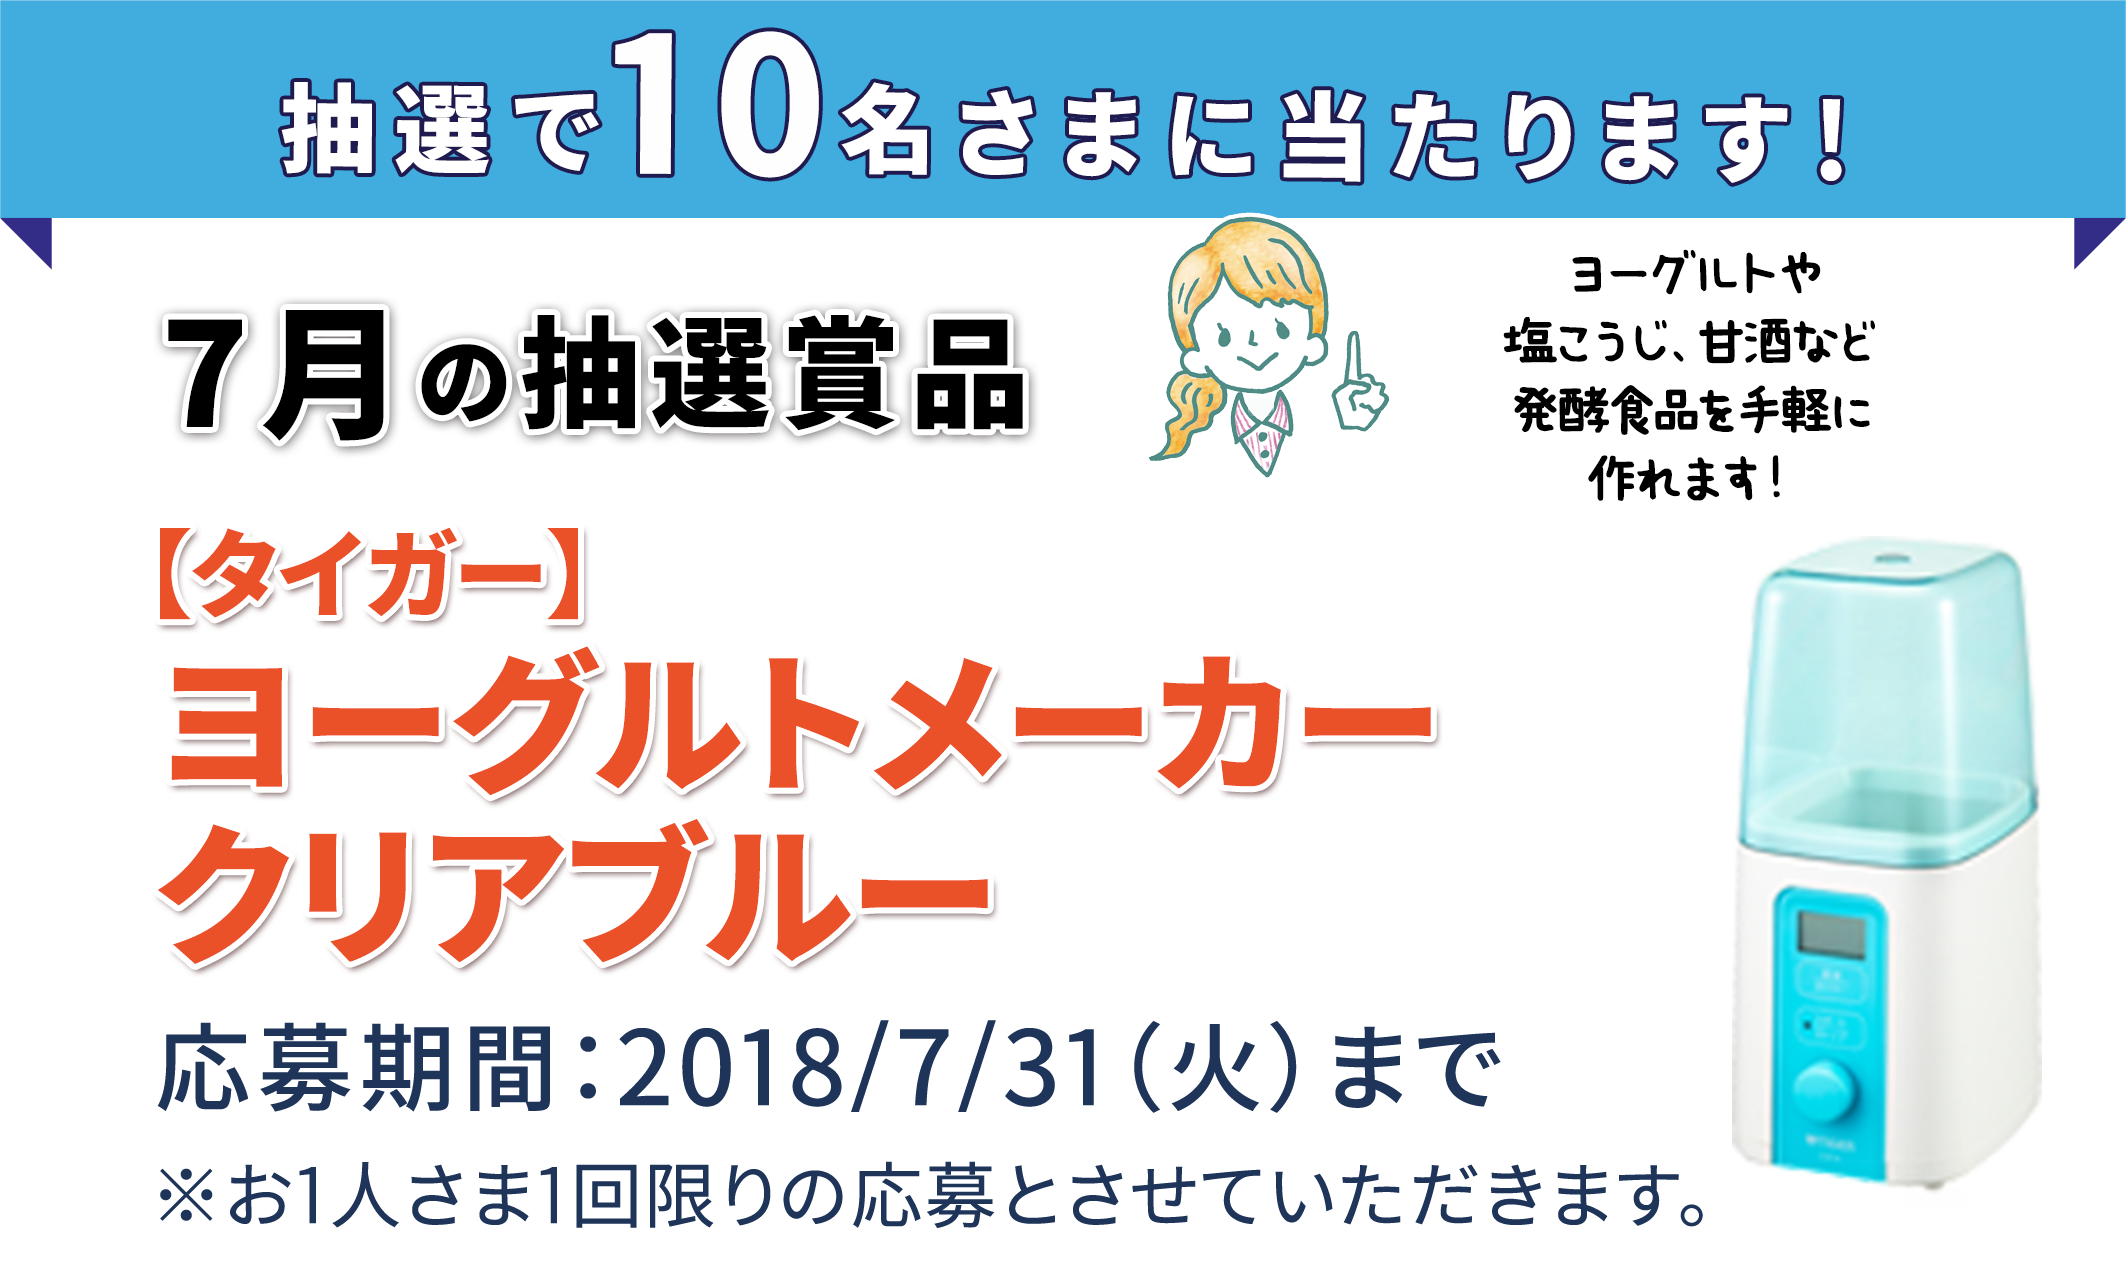 抽選で10名さまに当たります！
7月の抽選賞品
ヨーグルトや
塩こうじ、甘酒など
発酵食品を手軽に
作れます！
【タイガー】
ヨーグルトメーカー
クリアブルー
応募期間：2018/7/31（火）まで
※お1人さま1回限りの応募とさせていただきます。